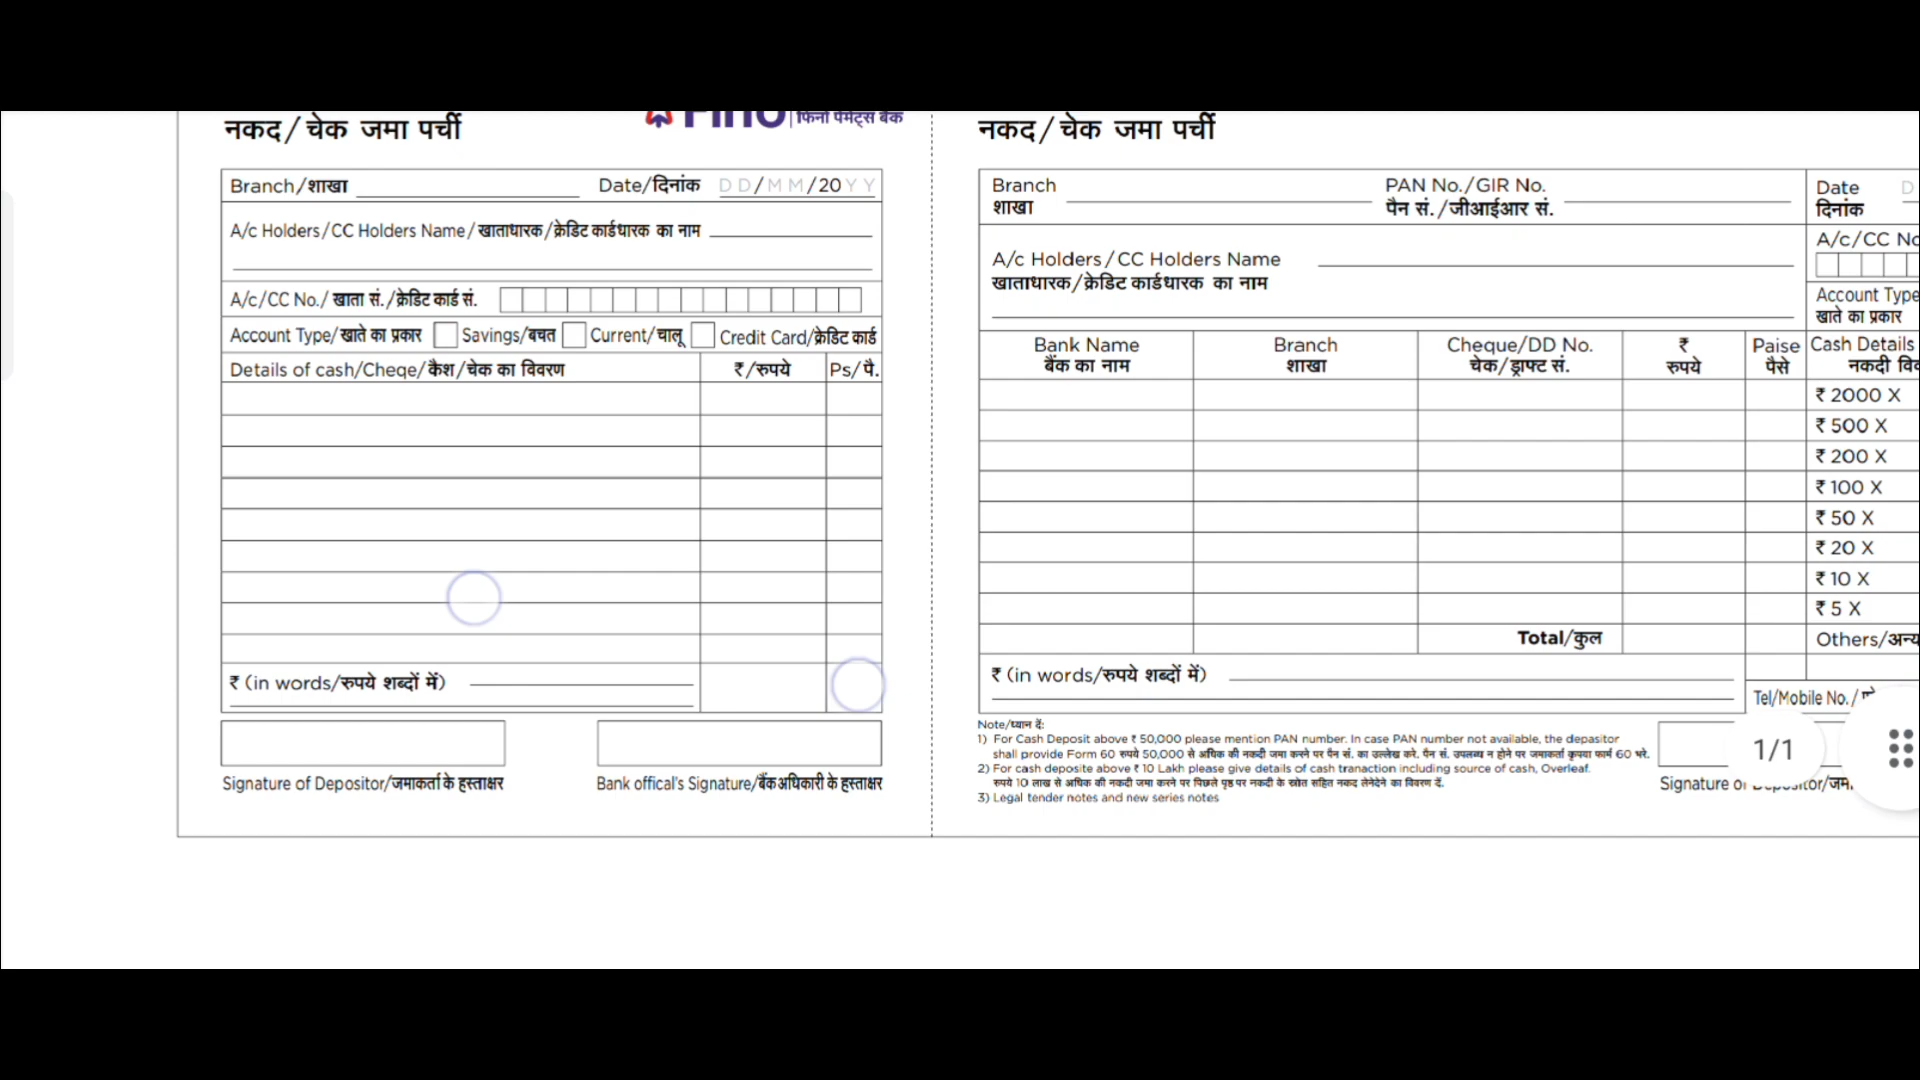 नकद/चेक जमा पर्ची
Fino फिनो पेमेंट्स बैंक
Branch/शाखा Date/दिनांक DD/MM/20YY
A/c Holders/CC Holders Name/खाताधारक/क्रेडिट कार्डधारक का नाम
A/c/CC No./ खाता सं./क्रेडिट कार्ड सं.
Account Type/खाते का प्रकार Savings/बचत Current/चालू Credit Card/क्रेडिट कार्ड
Details of cash/Cheqe/कैश/चेक का विवरण ₹/रुपये Ps/पै.
₹ (in words/रुपये शब्दों में)
Signature of Depositor/जमाकर्ता के हस्ताक्षर Bank offical's Signature/बैंक अधिकारी के हस्ताक्षर
नकद/चेक जमा पर्ची
Branch PAN No./GIR No. Date D
शाखा पैन सं./जीआईआर सं. दिनांक
A/c Holders/CC Holders Name A/c/CC No
खाताधारक/क्रेडिट कार्डधारक का नाम
Account Type
खाते का प्रकार
Bank Name Branch Cheque/DD No. ₹ Paise Cash Details
बैंक का नाम शाखा चेक/ड्राफ्ट सं. रुपये पैसे नकदी
₹ 2000 X
₹ 500 X
₹ 200 X
₹ 100 X
₹ 50 X
₹ 20 X
₹ 10 X
₹ 5 X
Total/कुल Others/अन्य
₹ (in words/रुपये शब्दों में)
Tel/Mobile No./
Note/ध्यान दें:
1) For Cash Deposit above ₹ 50,000 please mention PAN number. In case PAN number not available, the depasitor
shall provide Form 60 रुपये 50,000 से अधिक की नकदी जमा करने पर पैन सं. का उल्लेख करे. पैन सं. उपलब्ध न होने पर जमाकर्ता कृपया फार्म 60 भरे.
2) For cash deposite above ₹ 10 Lakh please give details of cash tranaction including source of cash, Overleaf.
रुपये 10 लाख से अधिक की नकदी जमा करने पर पिछले पृष्ठ पर नकदी के स्त्रोत सहित नकद लेनेदेने का विवरण दें.
3) Legal tender notes and new series notes
1/1
Signature of Depositor/जमा